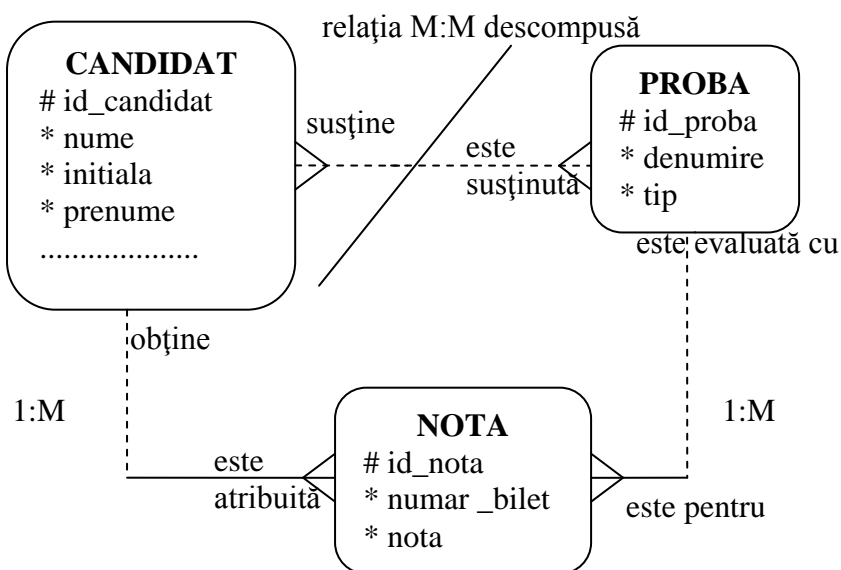 relaţia M:M descompusă
CANDIDAT
# id_candidat
* nume
* initiala
* prenume
....................
susţine
este
susţinută
PROBA
# id_proba
* denumire
* tip
este evaluată cu
obţine
1:M
1:M
este
atribuită
NOTA
# id_nota
* numar _bilet
* nota
este pentru